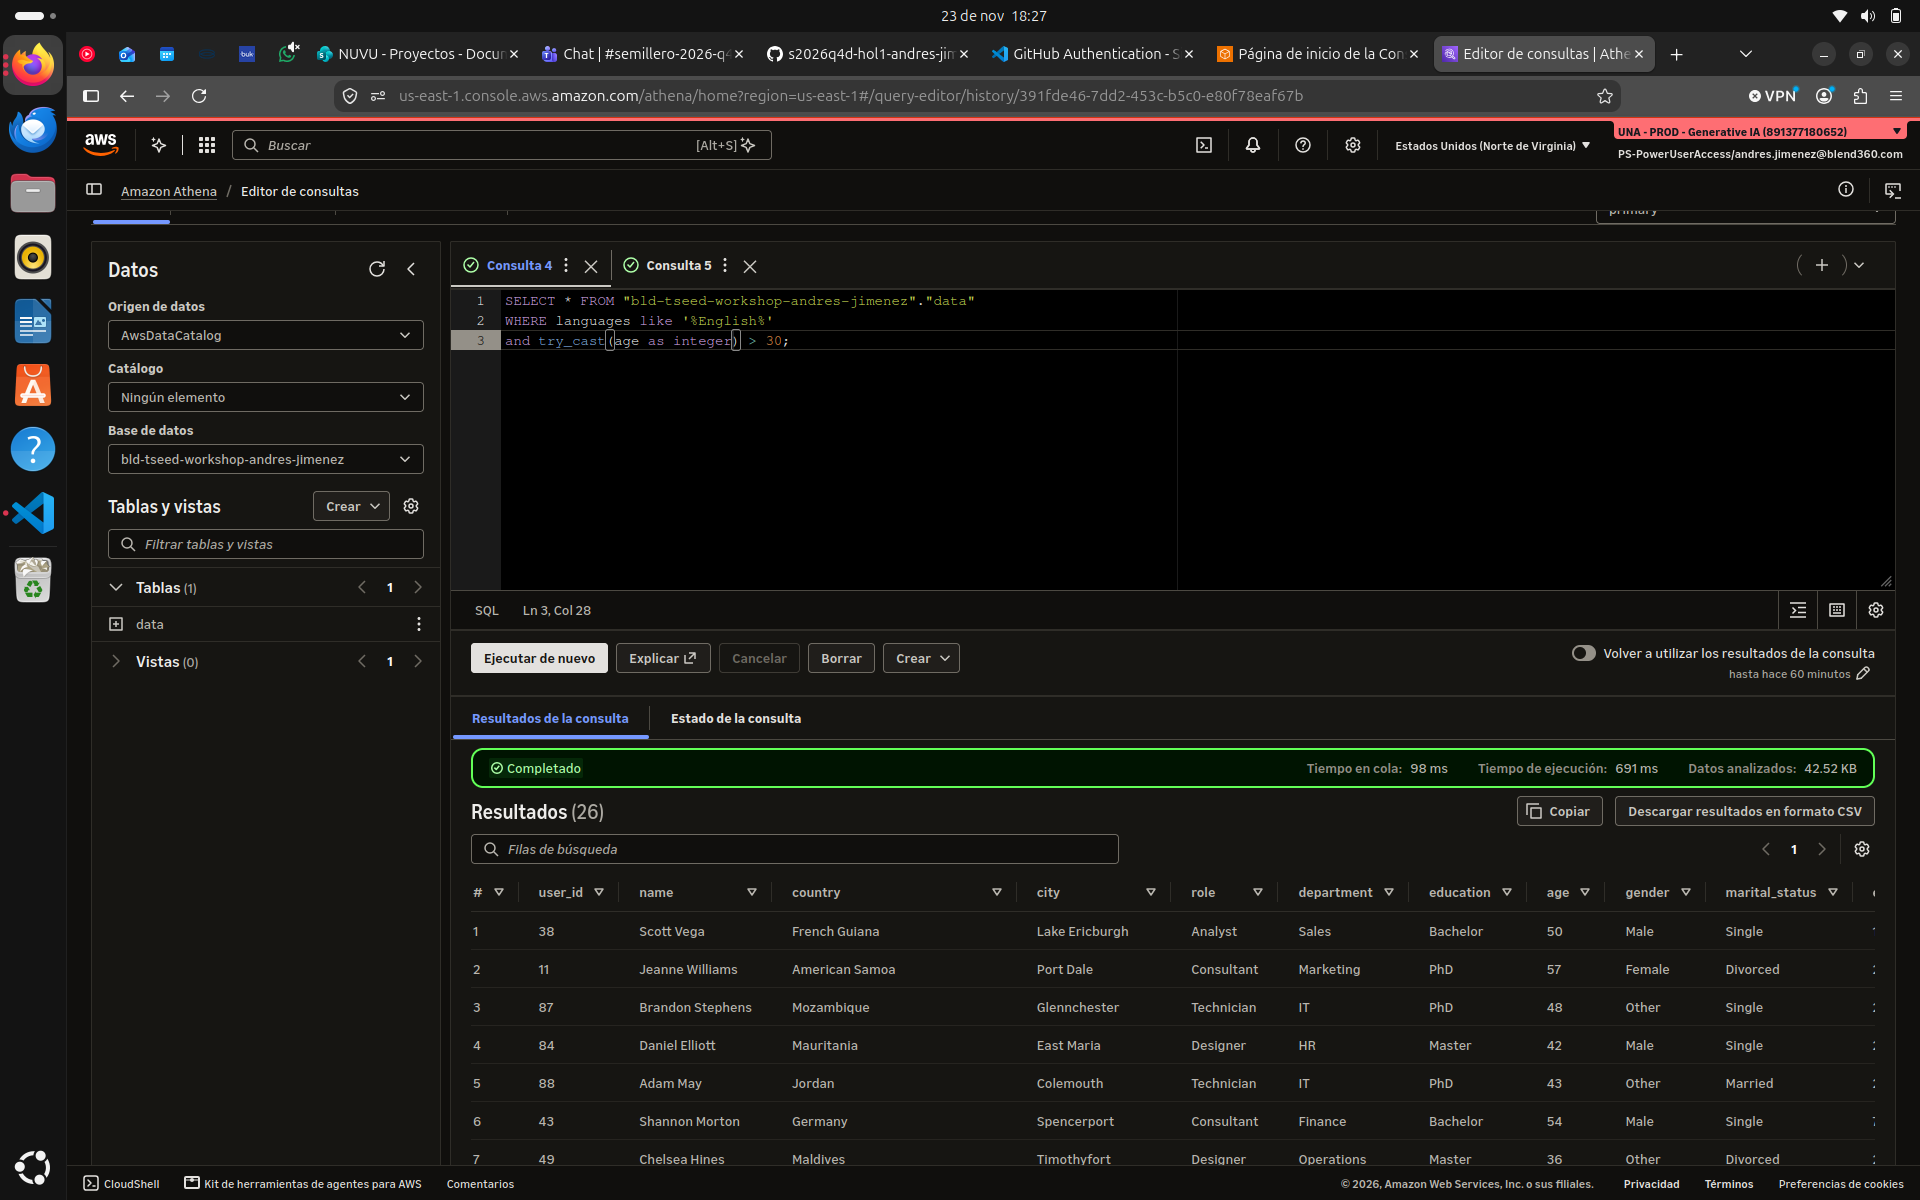 23 de nov 18:27
buk
NUVU - Proyectos - Docur
Chat | #semillero-2026-q4
s2026q4d-hol1-andres-jim
GitHub Authentication - S
Página de inicio de la Con
Editor de consultas | Athe
us-east-1.console.aws.amazon.com/athena/home?region=us-east-1#/query-editor/history/391fde46-7dd2-453c-b5c0-e80f78eaf67b
VPN
aws
Buscar
[Alt+S]
Estados Unidos (Norte de Virginia)
UNA - PROD - Generative IA (891377180652)
PS-PowerUserAccess/andres.jimenez@blend360.com
Amazon Athena / Editor de consultas
primary
Datos
Origen de datos
AwsDataCatalog
Catálogo
Ningún elemento
Base de datos
bld-tseed-workshop-andres-jimenez
Tablas y vistas
Crear
Filtrar tablas y vistas
Tablas (1)
1
data
Vistas (0)
1
Consulta 4
Consulta 5
1 SELECT * FROM "bld-tseed-workshop-andres-jimenez"."data"
2 WHERE languages like '%English%'
3 and try_cast(age as integer) > 30;
SQL
Ln 3, Col 28
Ejecutar de nuevo
Explicar
Cancelar
Borrar
Crear
Volver a utilizar los resultados de la consulta
hasta hace 60 minutos
Resultados de la consulta
Estado de la consulta
Completado
Tiempo en cola: 98 ms
Tiempo de ejecución: 691 ms
Datos analizados: 42.52 KB
Resultados (26)
Copiar
Descargar resultados en formato CSV
Filas de búsqueda
1
# user_id name country city role department education age gender marital_status
1 38 Scott Vega French Guiana Lake Ericburgh Analyst Sales Bachelor 50 Male Single
2 11 Jeanne Williams American Samoa Port Dale Consultant Marketing PhD 57 Female Divorced
3 87 Brandon Stephens Mozambique Glennchester Technician IT PhD 48 Other Single
4 84 Daniel Elliott Mauritania East Maria Designer HR Master 42 Male Single
5 88 Adam May Jordan Colemouth Technician IT PhD 43 Other Married
6 43 Shannon Morton Germany Spencerport Consultant Finance Bachelor 54 Male Single
7 49 Chelsea Hines Maldives Timothyfort Designer Operations Master 36 Other Divorced
CloudShell
Kit de herramientas de agentes para AWS
Comentarios
© 2026, Amazon Web Services, Inc. o sus filiales.
Privacidad
Términos
Preferencias de cookies